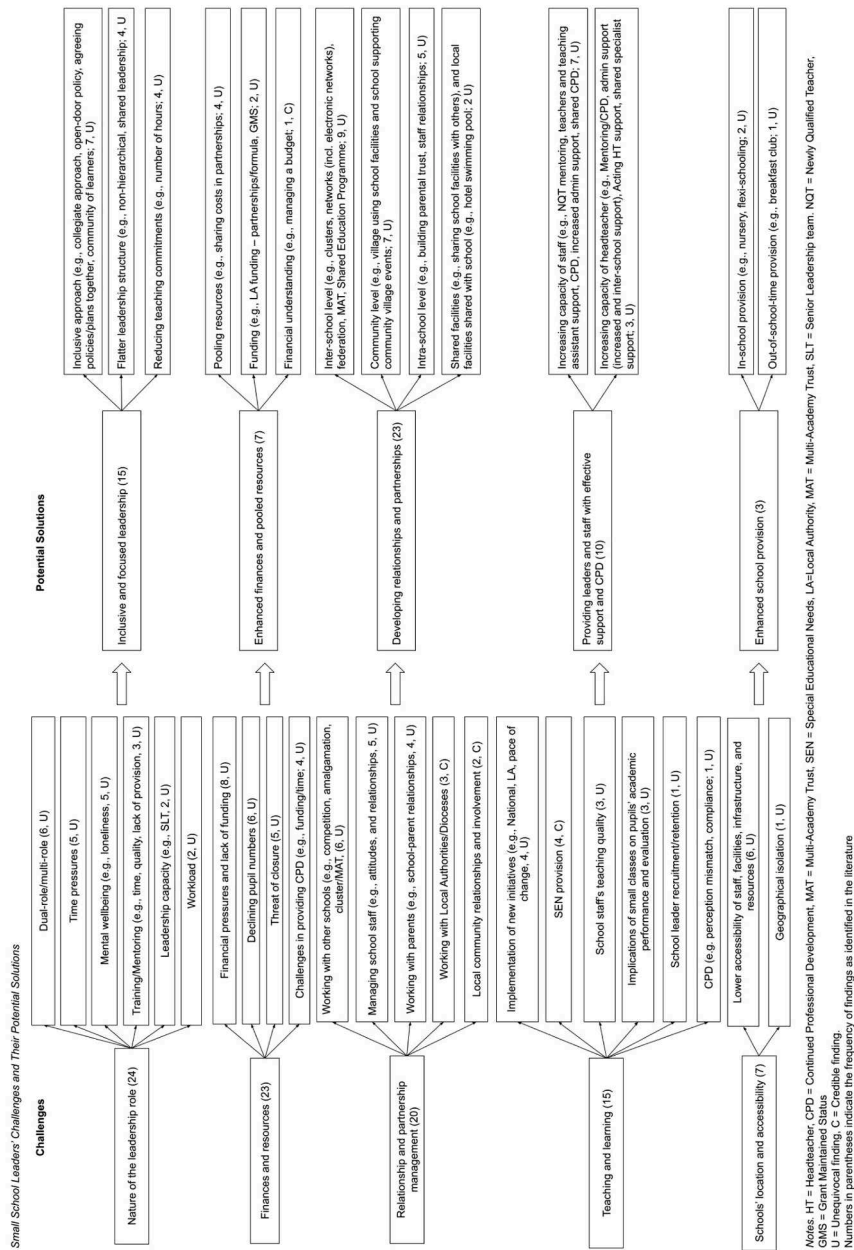 Small School Leaders' Challenges and Their Potential Solutions
Challenges
Potential Solutions
Nature of the leadership role (24)
Dual-role/multi-role (6, U)
Time pressures (5, U)
Mental wellbeing (e.g., loneliness, 5, U)
Training/Mentoring (e.g., time, quality, lack of provision, 3, U)
Leadership capacity (e.g., SLT, 2, U)
Workload (2, U)
Inclusive and focused leadership (15)
Inclusive approach (e.g., collegiate approach, open-door policy, agreeing
policies/plans together, community of learners; 7, U)
Flatter leadership structure (e.g., non-hierarchical, shared leadership; 4, U)
Reducing teaching commitments (e.g., number of hours; 4, U)
Finances and resources (23)
Financial pressures and lack of funding (8, U)
Declining pupil numbers (6, U)
Threat of closure (5, U)
Challenges in providing CPD (e.g., funding/time; 4, U)
Enhanced finances and pooled resources (7)
Pooling resources (e.g., sharing costs in partnerships; 4, U)
Funding (e.g., LA funding – partnerships/formula, GMS; 2, U)
Financial understanding (e.g., managing a budget; 1, C)
Relationship and partnership
management (20)
Working with other schools (e.g., competition, amalgamation,
cluster/MAT, (6, U)
Managing school staff (e.g., attitudes, and relationships, 5, U)
Working with parents (e.g., school-parent relationships, 4, U)
Working with Local Authorities/Dioceses (3, C)
Local community relationships and involvement (2, C)
Developing relationships and partnerships (23)
Inter-school level (e.g., clusters, networks (incl. electronic networks),
federation, MAT, Shared Education Programme; 9, U)
Community level (e.g., village using school facilities and school supporting
community village events; 7, U)
Intra-school level (e.g., building parental trust, staff relationships; 5, U)
Shared facilities (e.g., sharing school facilities with others), and local
facilities shared with school (e.g., hotel swimming pool; 2 U)
Teaching and learning (15)
Implementation of new initiatives (e.g., National, LA, pace of
change, 4, U)
SEN provision (4, C)
School staff's teaching quality (3, U)
Implications of small classes on pupils' academic
performance and evaluation (3, U)
School leader recruitment/retention (1, U)
CPD (e.g. perception mismatch, compliance; 1, U)
Providing leaders and staff with effective
support and CPD (10)
Increasing capacity of staff (e.g., NQT mentoring, teachers and teaching
assistant support, CPD, increased admin support, shared CPD; 7, U)
Increasing capacity of headteacher (e.g., Mentoring/CPD, admin support
(increased and inter-school support), Acting HT support, shared specialist
support; 3, U)
Schools' location and accessibility (7)
Lower accessibility of staff, facilities, infrastructure, and
resources (6, U)
Geographical isolation (1, U)
Enhanced school provision (3)
In-school provision (e.g., nursery, flexi-schooling; 2, U)
Out-of-school-time provision (e.g., breakfast club; 1, U)
Notes. HT = Headteacher, CPD = Continued Professional Development, MAT = Multi-Academy Trust, SEN = Special Educational Needs, LA=Local Authority, MAT = Multi-Academy Trust, SLT = Senior Leadership team. NQT = Newly Qualified Teacher,
GMS = Grant Maintained Status
U = Unequivocal finding, C = Credible finding.
Numbers in parentheses indicate the frequency of findings as identified in the literature